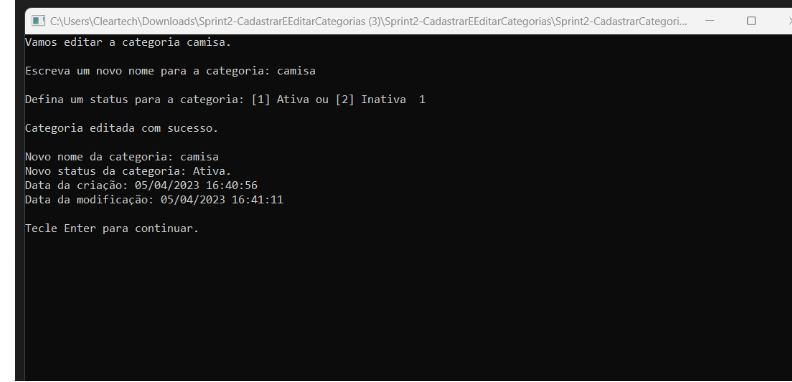 C:\Users\Cleartech\Downloads\Sprint2-CadastrarEEditarCategorias (3)\Sprint2-CadastrarEEditarCategorias\Sprint2-CadastrarCategori...
Vamos editar a categoria camisa.
Escreva um novo nome para a categoria: camisa
Defina um status para a categoria: [1] Ativa ou [2] Inativa  1
Categoria editada com sucesso.
Novo nome da categoria: camisa
Novo status da categoria: Ativa.
Data da criação: 05/04/2023 16:40:56
Data da modificação: 05/04/2023 16:41:11
Tecle Enter para continuar.